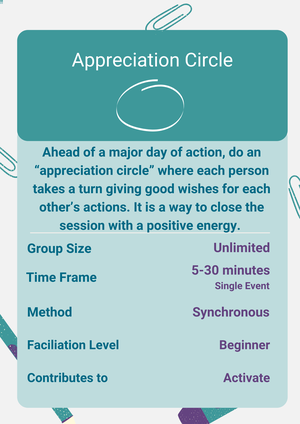 Appreciation Circle
Ahead of a major day of action, do an
“appreciation circle” where each person
takes a turn giving good wishes for each
other’s actions. It is a way to close the
session with a positive energy.
Group Size Unlimited
Time Frame 5-30 minutes
Single Event
Method Synchronous
Faciliation Level Beginner
Contributes to Activate